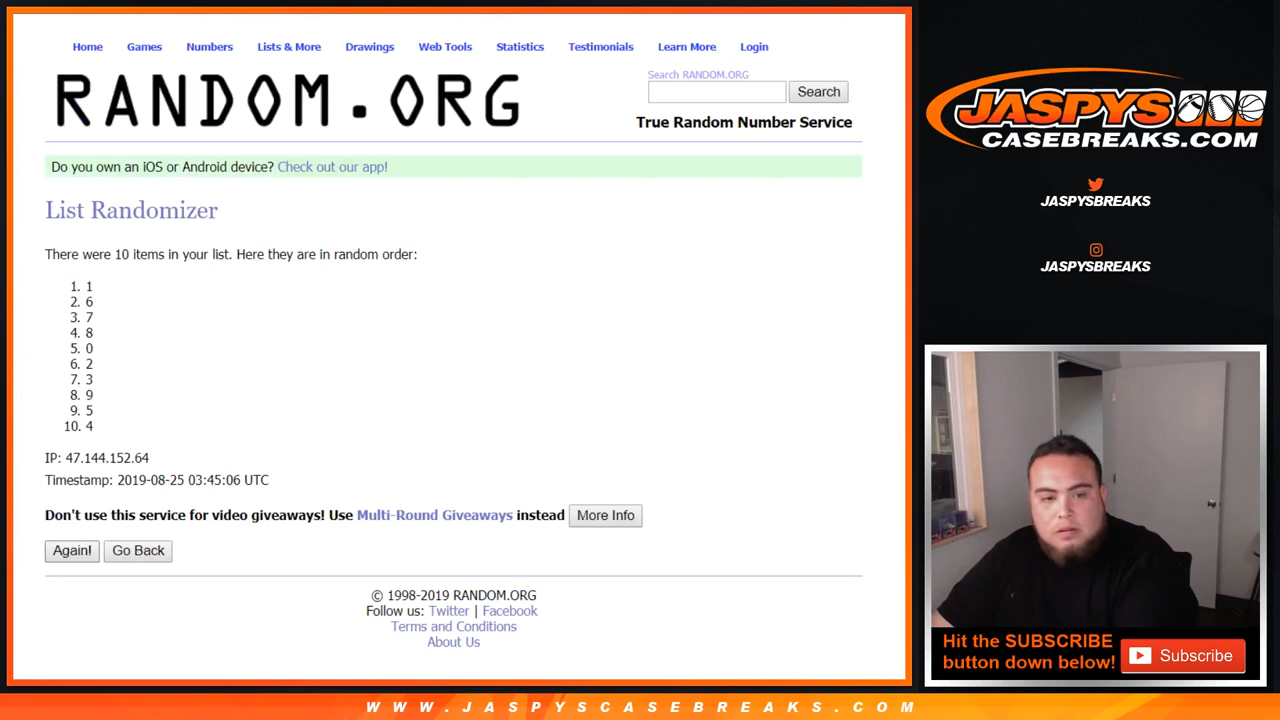 Home Games Numbers Lists & More Drawings Web Tools Statistics Testimonials Learn More Login
RANDOM.ORG
Search RANDOM.ORG
Search
True Random Number Service
Do you own an iOS or Android device? Check out our app!
List Randomizer
There were 10 items in your list. Here they are in random order:
1. 1
2. 6
3. 7
4. 8
5. 0
6. 2
7. 3
8. 9
9. 5
10. 4
IP: 47.144.152.64
Timestamp: 2019-08-25 03:45:06 UTC
Don't use this service for video giveaways! Use Multi-Round Giveaways instead More Info
Again! Go Back
© 1998-2019 RANDOM.ORG
Follow us: Twitter | Facebook
Terms and Conditions
About Us
JASPYS
CASEBREAKS.COM
JASPYSBREAKS
JASPYSBREAKS
Hit the SUBSCRIBE
button down below!
Subscribe
WWW.JASPYSCASEBREAKS.COM